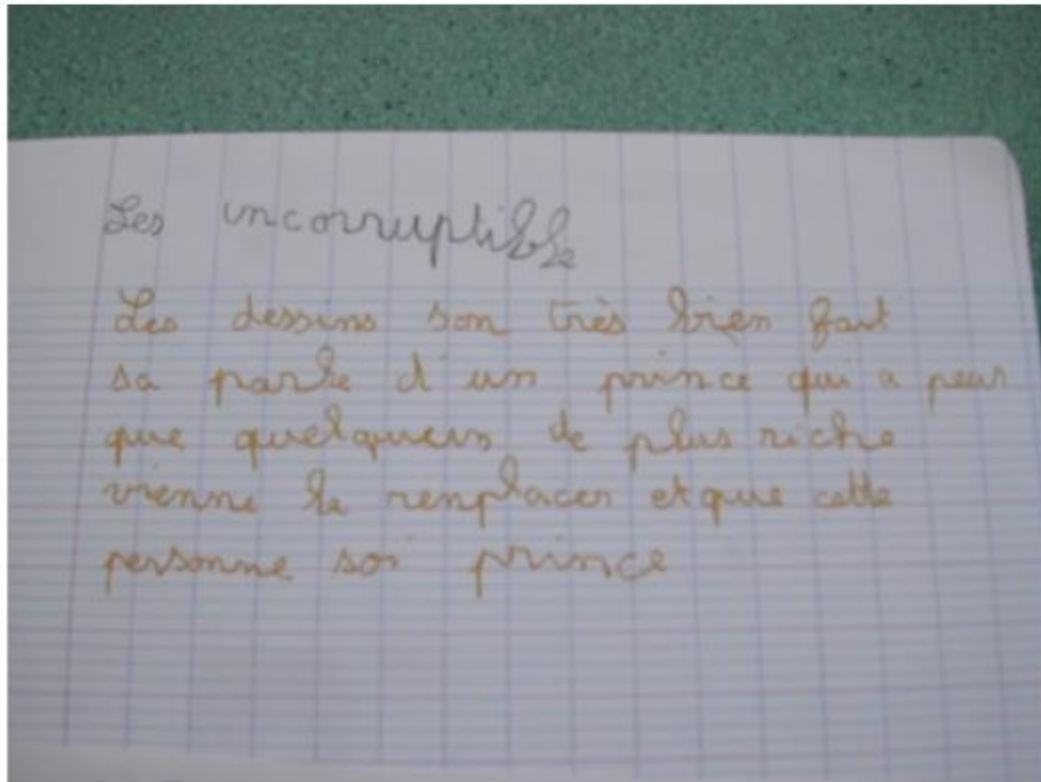 Les incorruptible
Les dessins son très bien fait
sa parle d'un prince qui a peur
que quelqueun de plus riche
vienne le renplacer et que cette
personne soi prince